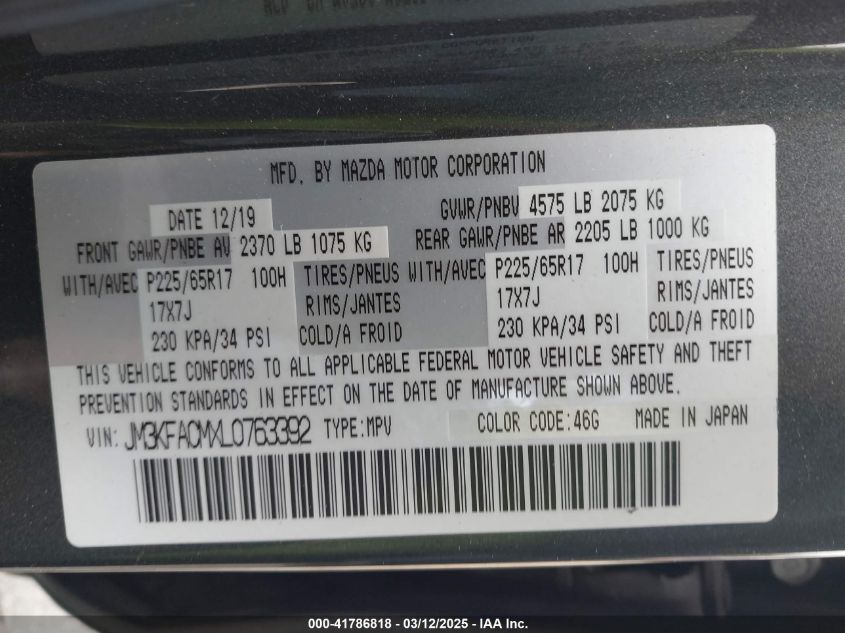 MFD. BY MAZDA MOTOR CORPORATION
DATE 12/19 GVWR/PNBV 4575 LB 2075 KG
FRONT GAWR/PNBE AV 2370 LB 1075 KG REAR GAWR/PNBE AR 2205 LB 1000 KG
WITH/AVEC P225/65R17 100H TIRES/PNEUS WITH/AVEC P225/65R17 100H TIRES/PNEUS
17X7J RIMS/JANTES 17X7J RIMS/JANTES
230 KPA/34 PSI COLD/A FROID 230 KPA/34 PSI COLD/A FROID
THIS VEHICLE CONFORMS TO ALL APPLICABLE FEDERAL MOTOR VEHICLE SAFETY AND THEFT
PREVENTION STANDARDS IN EFFECT ON THE DATE OF MANUFACTURE SHOWN ABOVE.
VIN: JM3KFACMXL0763392 TYPE:MPV COLOR CODE:46G MADE IN JAPAN
000-41786818 - 03/12/2025 - IAA Inc.